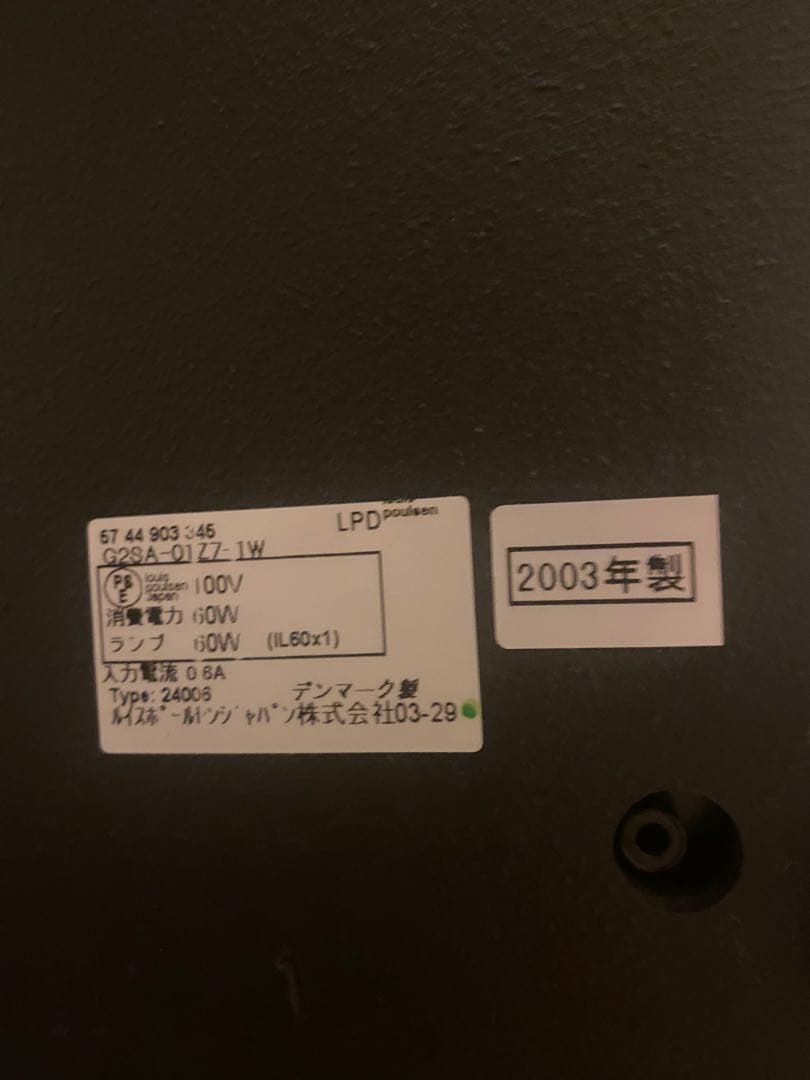 57 44 903 345
LPD
poulsen
G2SA-01Z7-1W
PS
E
louis
poulsen
Japan
100V
消費電力 60W
ランプ 60W (IL60x1)
入力電流 0.6A
Type: 24006 デンマーク製
ルイスポールセンジャパン株式会社03-29
2003年製